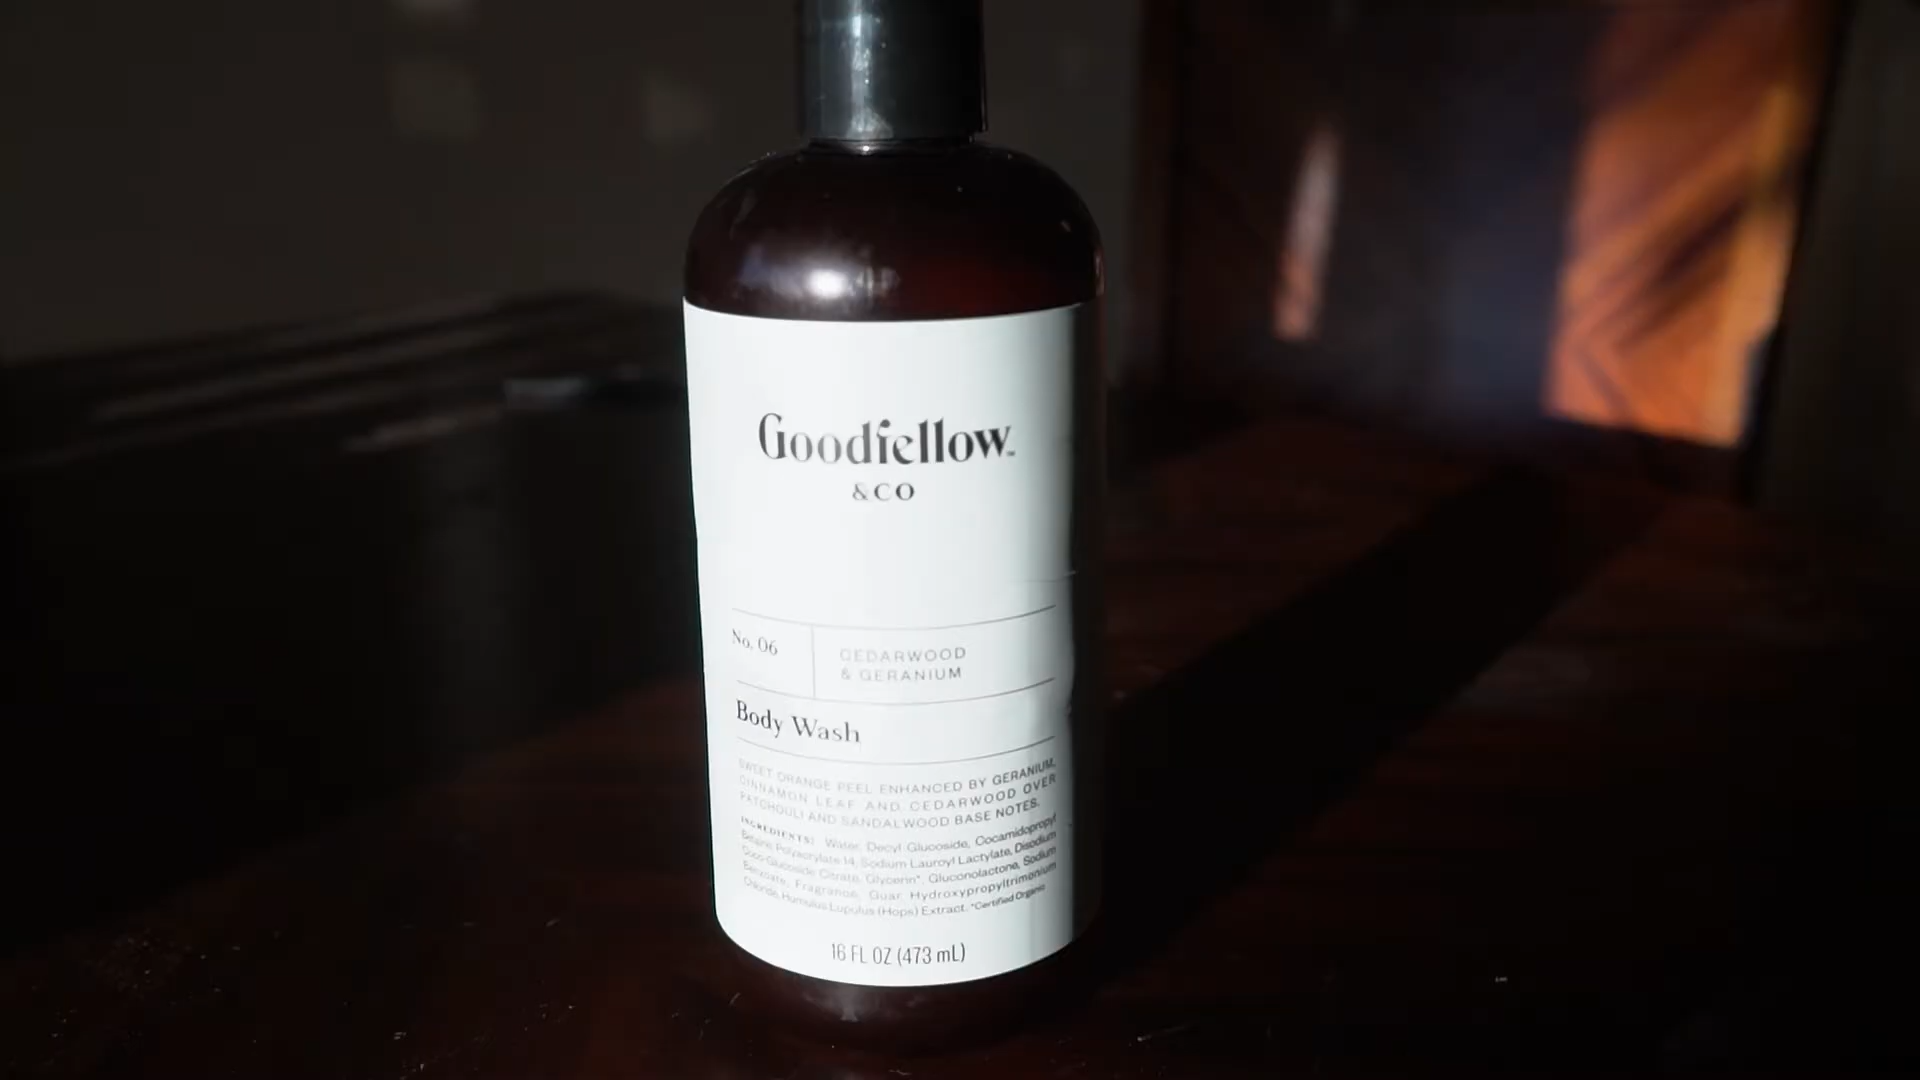 Goodfellow™
&CO
No. 06
CEDARWOOD
& GERANIUM
Body Wash
SWEET ORANGE PEEL ENHANCED BY GERANIUM,
CINNAMON LEAF AND CEDARWOOD OVER
PATCHOULI AND SANDALWOOD BASE NOTES.
INGREDIENTS: Water, Decyl Glucoside, Cocamidopropyl
Betaine, Polyacrylate-14, Sodium Lauroyl Lactylate, Disodium
Coco-Glucoside Citrate, Glycerin*, Gluconolactone, Sodium
Benzoate, Fragrance, Guar Hydroxypropyltrimonium
Chloride, Humulus Lupulus (Hops) Extract. *Certified Organic
16 FL OZ (473 mL)